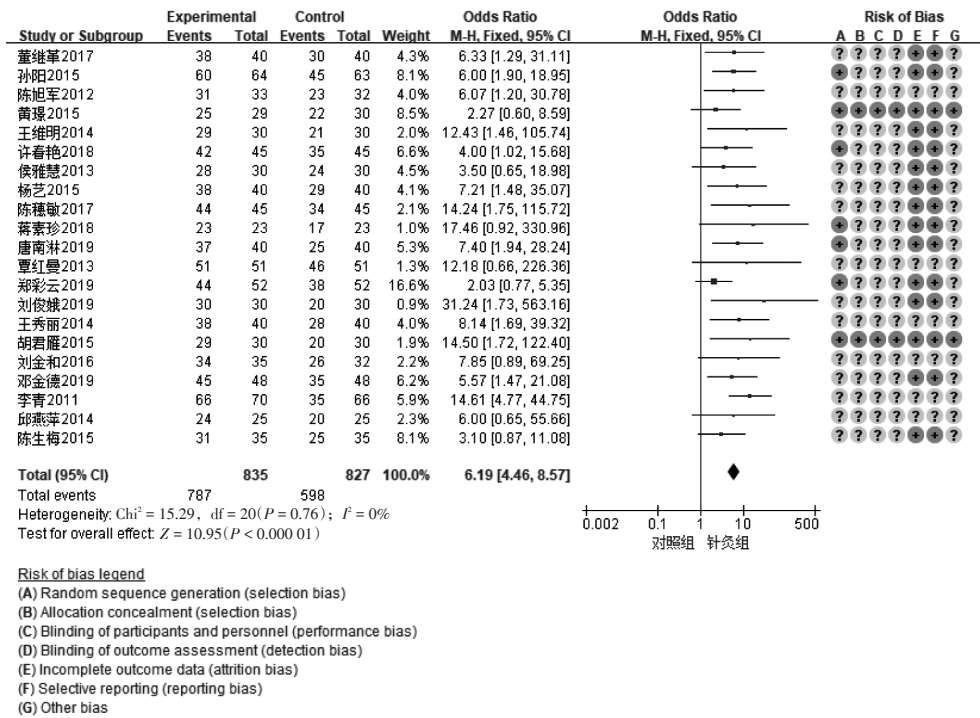 Experimental Control Odds Ratio Odds Ratio Risk of Bias
Study or Subgroup Events Total Events Total Weight M-H, Fixed, 95% CI M-H, Fixed, 95% CI A B C D E F G
董继革2017 38 40 30 40 4.3% 6.33 [1.29, 31.11] ? ? ? ? + + ?
孙阳2015 60 64 45 63 8.1% 6.00 [1.90, 18.95] + ? ? ? + + ?
陈旭军2012 31 33 23 32 4.0% 6.07 [1.20, 30.78] ? ? ? ? ? ? ?
黄璟2015 25 29 22 30 8.5% 2.27 [0.60, 8.59] + + + + + + +
王维明2014 29 30 21 30 2.0% 12.43 [1.46, 105.74] ? ? ? ? + + ?
许春艳2018 42 45 35 45 6.6% 4.00 [1.02, 15.68] + ? ? ? + + ?
侯雅慧2013 28 30 24 30 4.5% 3.50 [0.65, 18.98] ? ? ? ? + + ?
杨艺2015 38 40 29 40 4.1% 7.21 [1.48, 35.07] ? ? ? ? + + ?
陈穗敏2017 44 45 34 45 2.1% 14.24 [1.75, 115.72] ? ? ? ? + + ?
蒋素珍2018 23 23 17 23 1.0% 17.46 [0.92, 330.96] + ? ? ? + + ?
唐南淋2019 37 40 25 40 5.3% 7.40 [1.94, 28.24] + ? ? ? + + ?
覃红曼2013 51 51 46 51 1.3% 12.18 [0.66, 226.36] ? ? ? ? ? ? ?
郑彩云2019 44 52 38 52 16.6% 2.03 [0.77, 5.35] + ? ? ? + + ?
刘俊娥2019 30 30 20 30 0.9% 31.24 [1.73, 563.16] ? ? ? ? + + ?
王秀丽2014 38 40 28 40 4.0% 8.14 [1.69, 39.32] ? ? ? ? ? ? ?
胡君雁2015 29 30 20 30 1.8% 14.50 [1.72, 122.40] + + + + + + +
刘金和2016 34 35 26 32 2.1% 7.85 [0.89, 69.25] ? ? ? ? ? ? ?
邓金德2019 45 48 35 48 6.2% 5.57 [1.47, 21.08] ? ? ? ? + + ?
李青2011 66 70 35 66 5.9% 14.61 [4.77, 44.75] ? ? ? ? ? ? ?
邱燕萍2014 24 25 20 25 2.3% 6.00 [0.65, 55.66] ? ? ? ? ? ? ?
陈生梅2015 31 35 25 35 8.1% 3.10 [0.87, 11.08] ? ? ? ? + + ?
Total (95% CI) 835 827 100.0% 6.19 [4.46, 8.57]
Total events 787 598
Heterogeneity: Chi² = 15.29, df = 20(P = 0.76); I² = 0%
Test for overall effect: Z = 10.95(P < 0.000 01)
0.002 0.1 1 10 500
对照组 针灸组
Risk of bias legend
(A) Random sequence generation (selection bias)
(B) Allocation concealment (selection bias)
(C) Blinding of participants and personnel (performance bias)
(D) Blinding of outcome assessment (detection bias)
(E) Incomplete outcome data (attrition bias)
(F) Selective reporting (reporting bias)
(G) Other bias